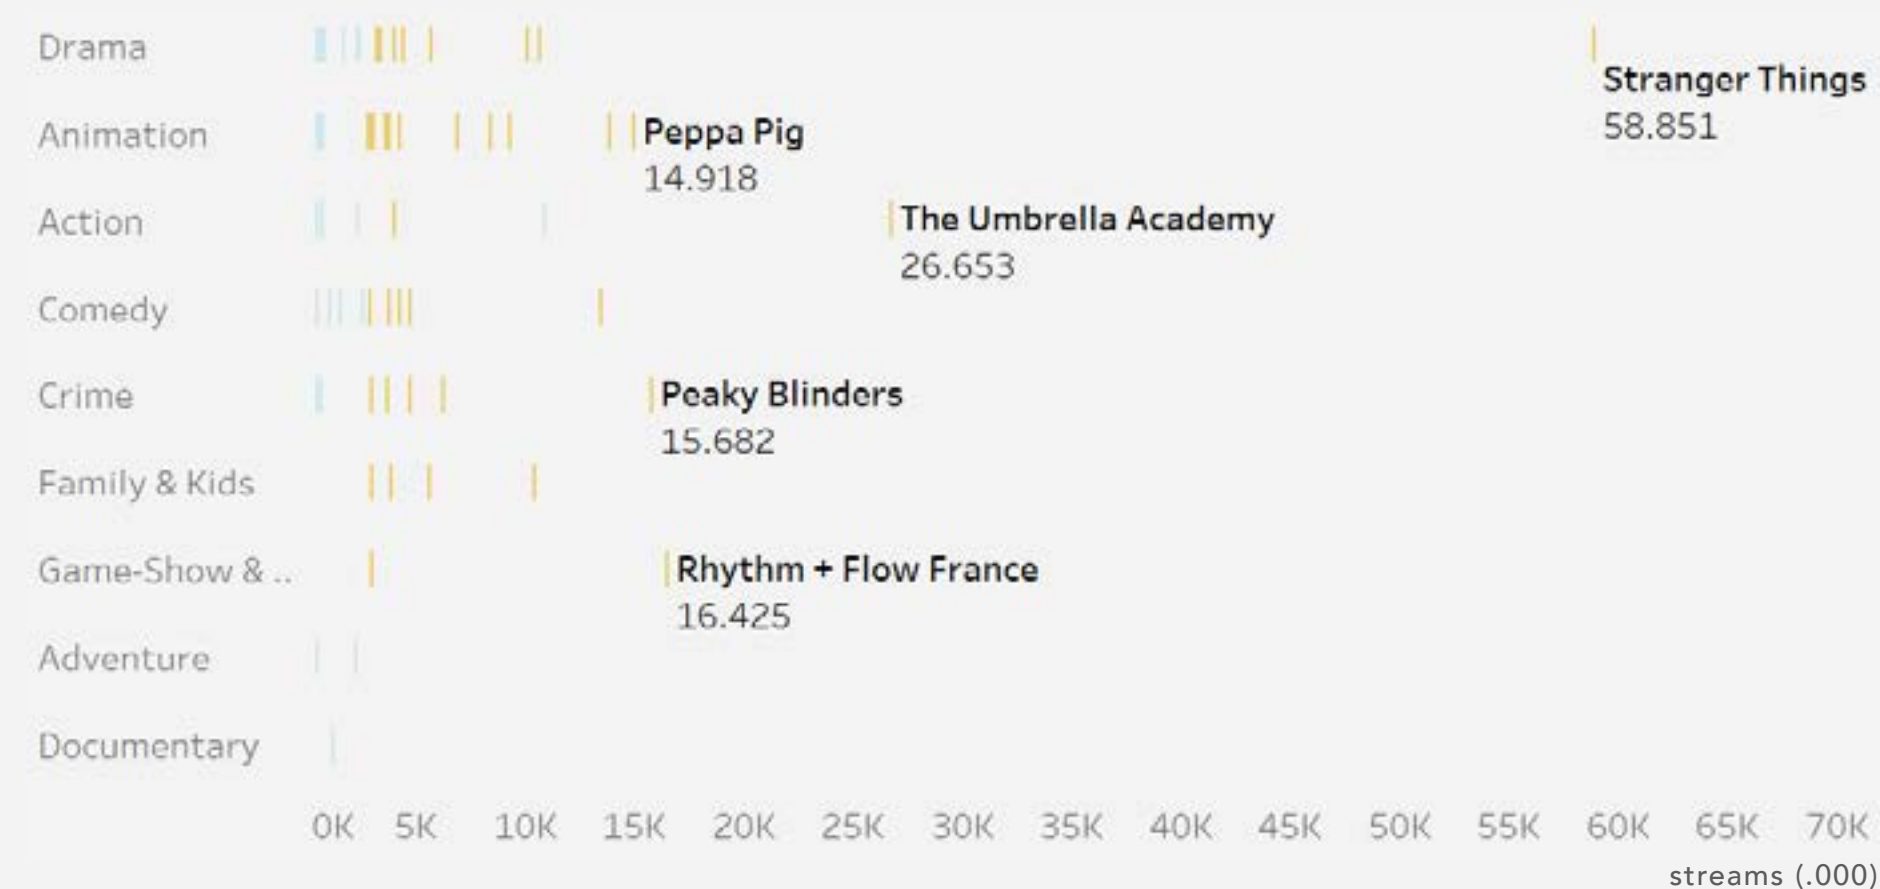 Drama
Stranger Things
58.851
Animation
Peppa Pig
14.918
Action
The Umbrella Academy
26.653
Comedy
Crime
Peaky Blinders
15.682
Family & Kids
Game-Show & ..
Rhythm + Flow France
16.425
Adventure
Documentary
0K 5K 10K 15K 20K 25K 30K 35K 40K 45K 50K 55K 60K 65K 70K
streams (.000)